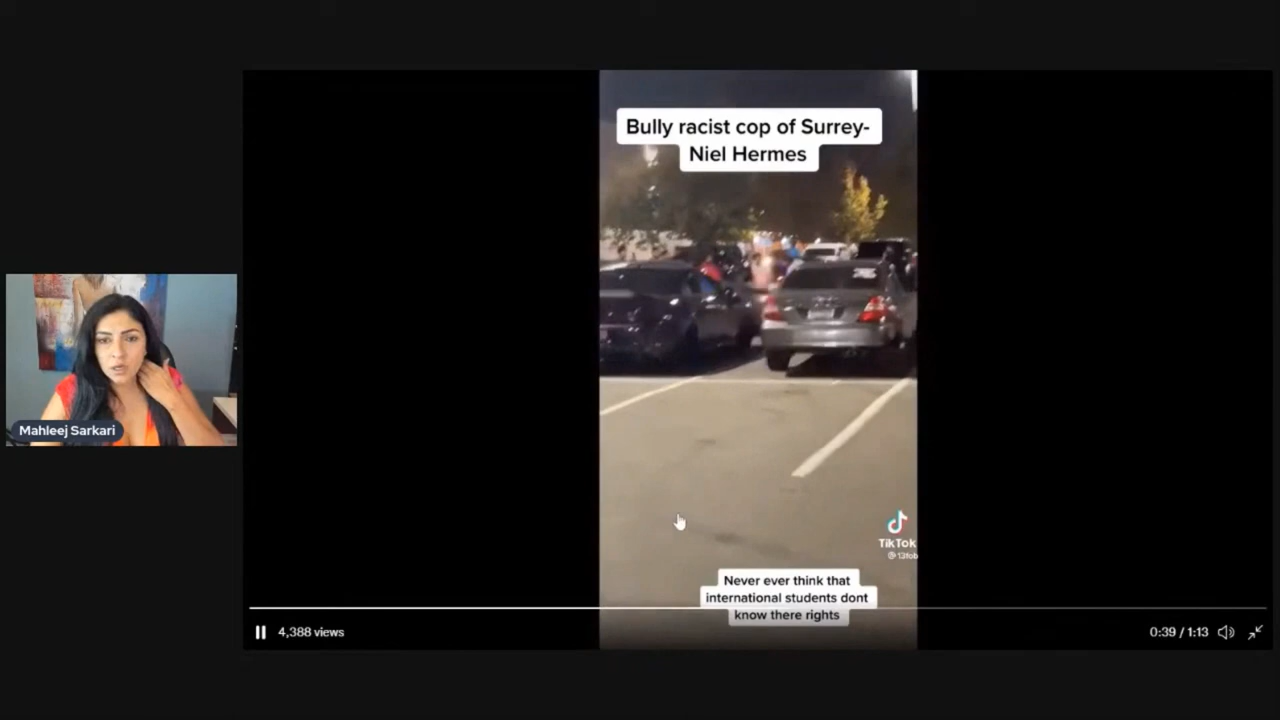 Bully racist cop of Surrey-
Niel Hermes
Mahleej Sarkari
TikTok
Never ever think that
international students dont
know there rights
4,388 views
0:39 / 1:13